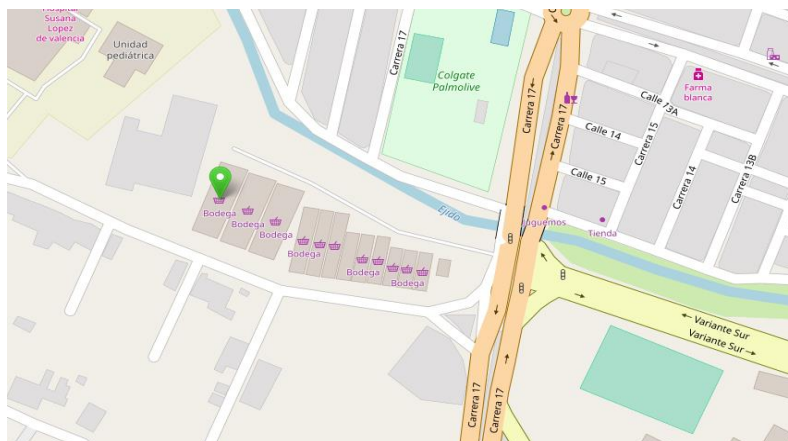 Hospital
Susana
Lopez
de valencia
Unidad
pediátrica
Carrera 17
Colgate
Palmolive
Carrera 17
Carrera 17
Calle 13A
Calle 14
Calle 15
Carrera 15
Carrera 14
Carrera 13B
Farma
blanca
Ejido
Juguemos
Tienda
Bodega
Bodega
Bodega
Bodega
Bodega
Bodega
Variante Sur
Variante Sur
Carrera 17
Carrera 17